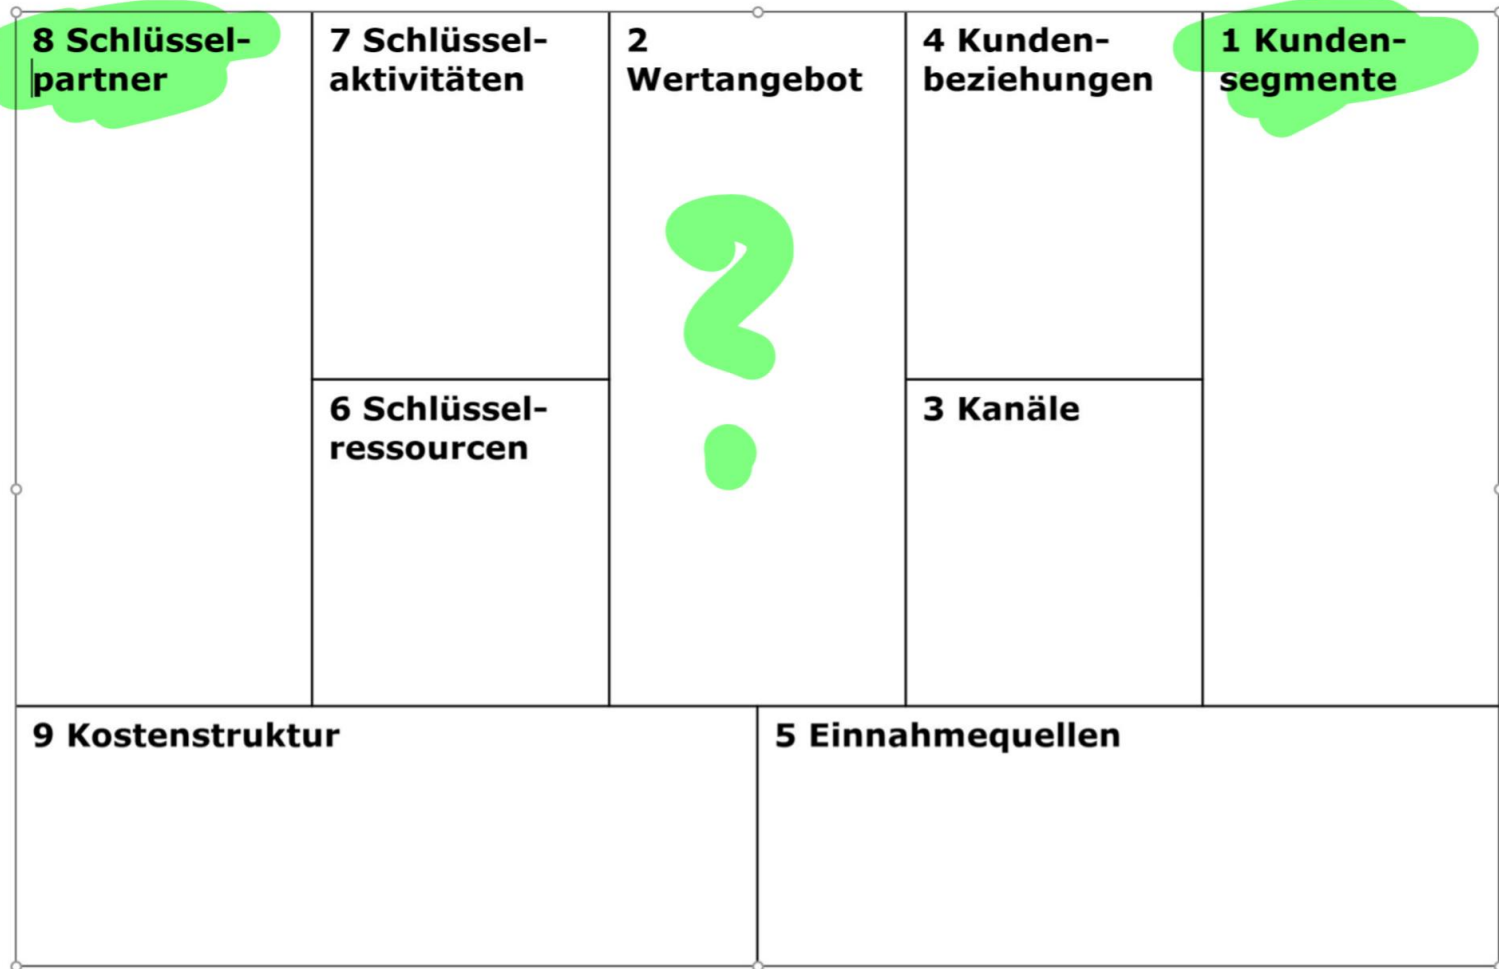 8 Schlüssel-
partner
7 Schlüssel-
aktivitäten
2
Wertangebot
4 Kunden-
beziehungen
1 Kunden-
segmente
?
6 Schlüssel-
ressourcen
3 Kanäle
9 Kostenstruktur
5 Einnahmequellen